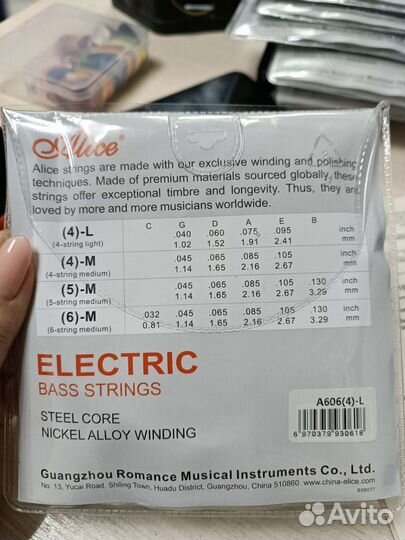 Alice®
Alice strings are made with our exclusive winding and polishing
techniques. Made of premium materials sourced globally, these
strings offer exceptional timbre and longevity. Thus, they are
loved by more and more musicians worldwide.
C G D A E B
(4)-L .040 .060 .075 .095 inch
(4-string light) 1.02 1.52 1.91 2.41 mm
(4)-M .045 .065 .085 .105 inch
(4-string medium) 1.14 1.65 2.16 2.67 mm
(5)-M .045 .065 .085 .105 .130 inch
(5-string medium) 1.14 1.65 2.16 2.67 3.29 mm
(6)-M .032 .045 .065 .085 .105 .130 inch
(6-string medium) 0.81 1.14 1.65 2.16 2.67 3.29 mm
ELECTRIC
BASS STRINGS
STEEL CORE
NICKEL ALLOY WINDING
A606(4)-L
6 970379 930618
Guangzhou Romance Musical Instruments Co., Ltd.
No. 13, Yucai Road, Shiling Town, Huadu District, Guangzhou, China 510860 www.china-alice.com
Avito